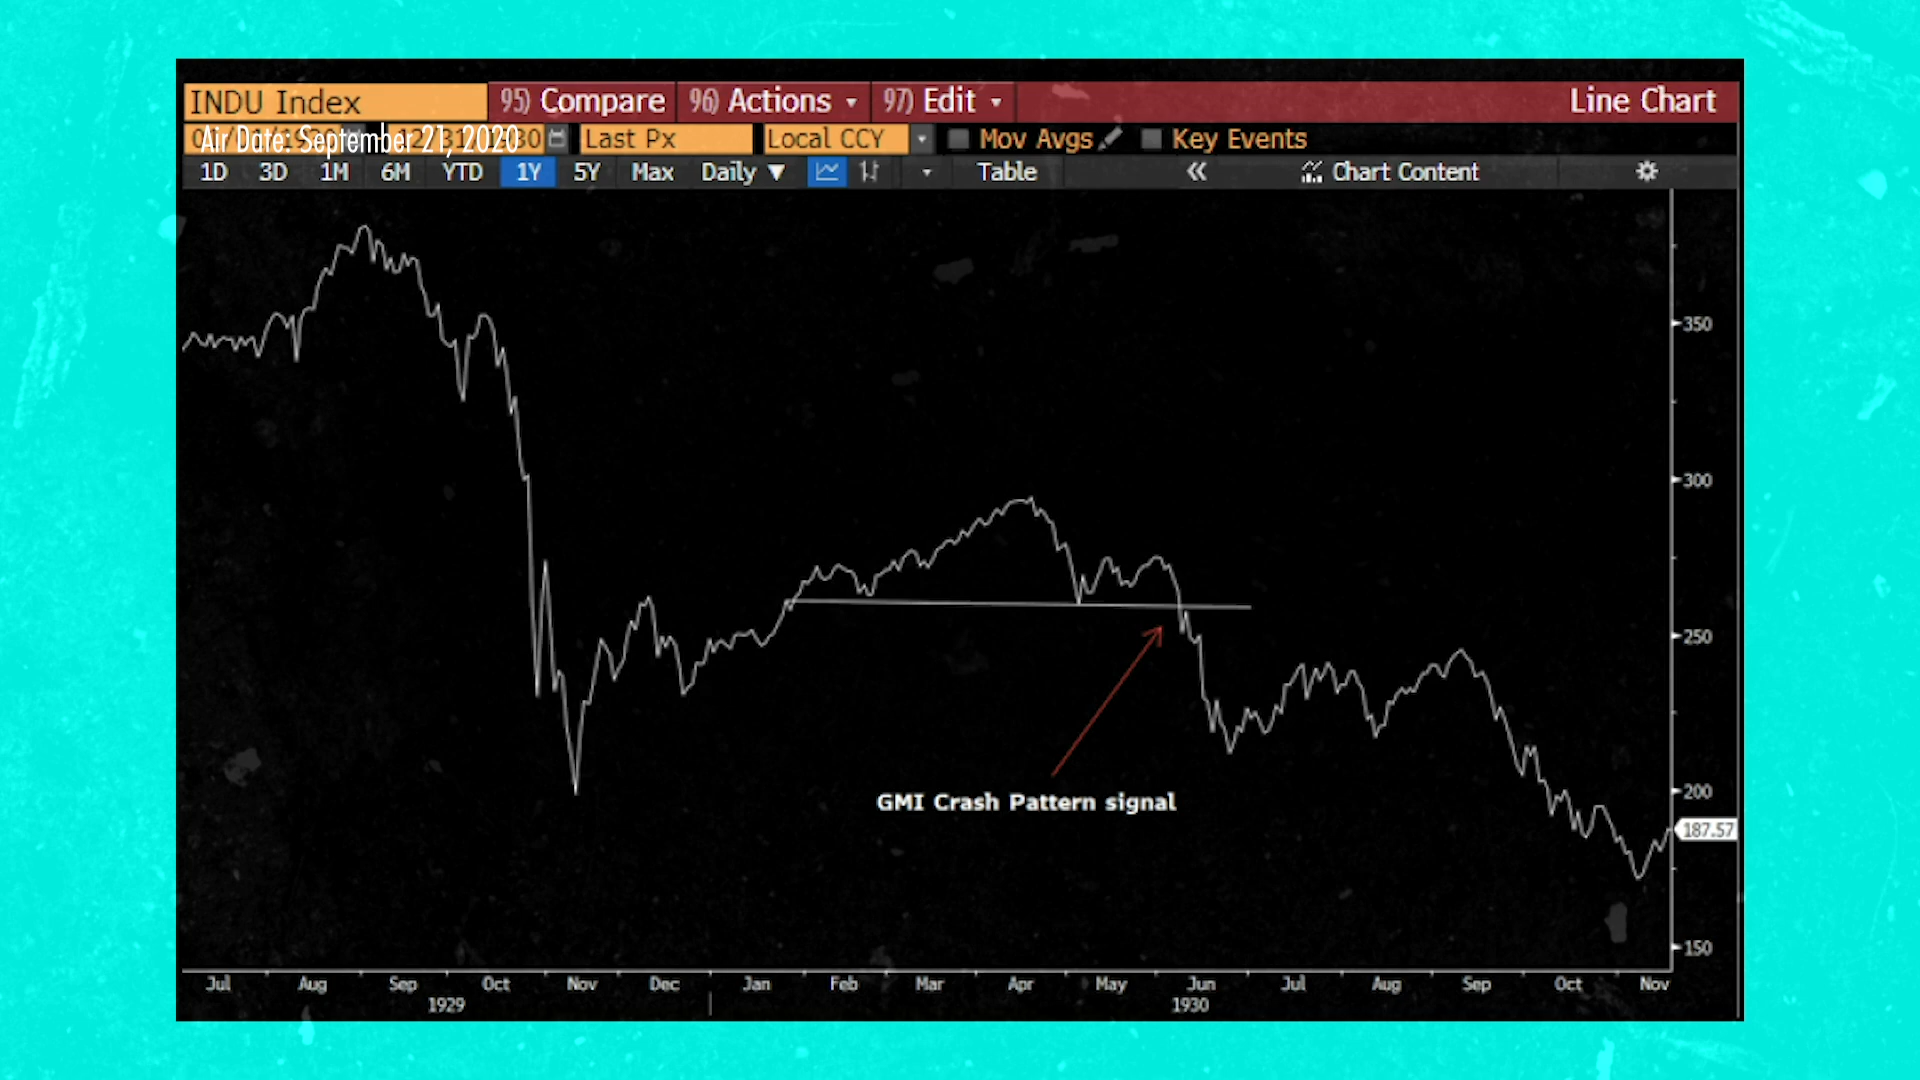 INDU Index 95) Compare 96) Actions 97) Edit Line Chart
Air Date: September 21, 2020 Last Px Local CCY Mov Avgs Key Events
1D 3D 1M 6M YTD 1Y 5Y Max Daily Table Chart Content
350
300
250
GMI Crash Pattern signal
200
187.57
150
Jul Aug Sep Oct Nov Dec Jan Feb Mar Apr May Jun Jul Aug Sep Oct Nov
1929 1930